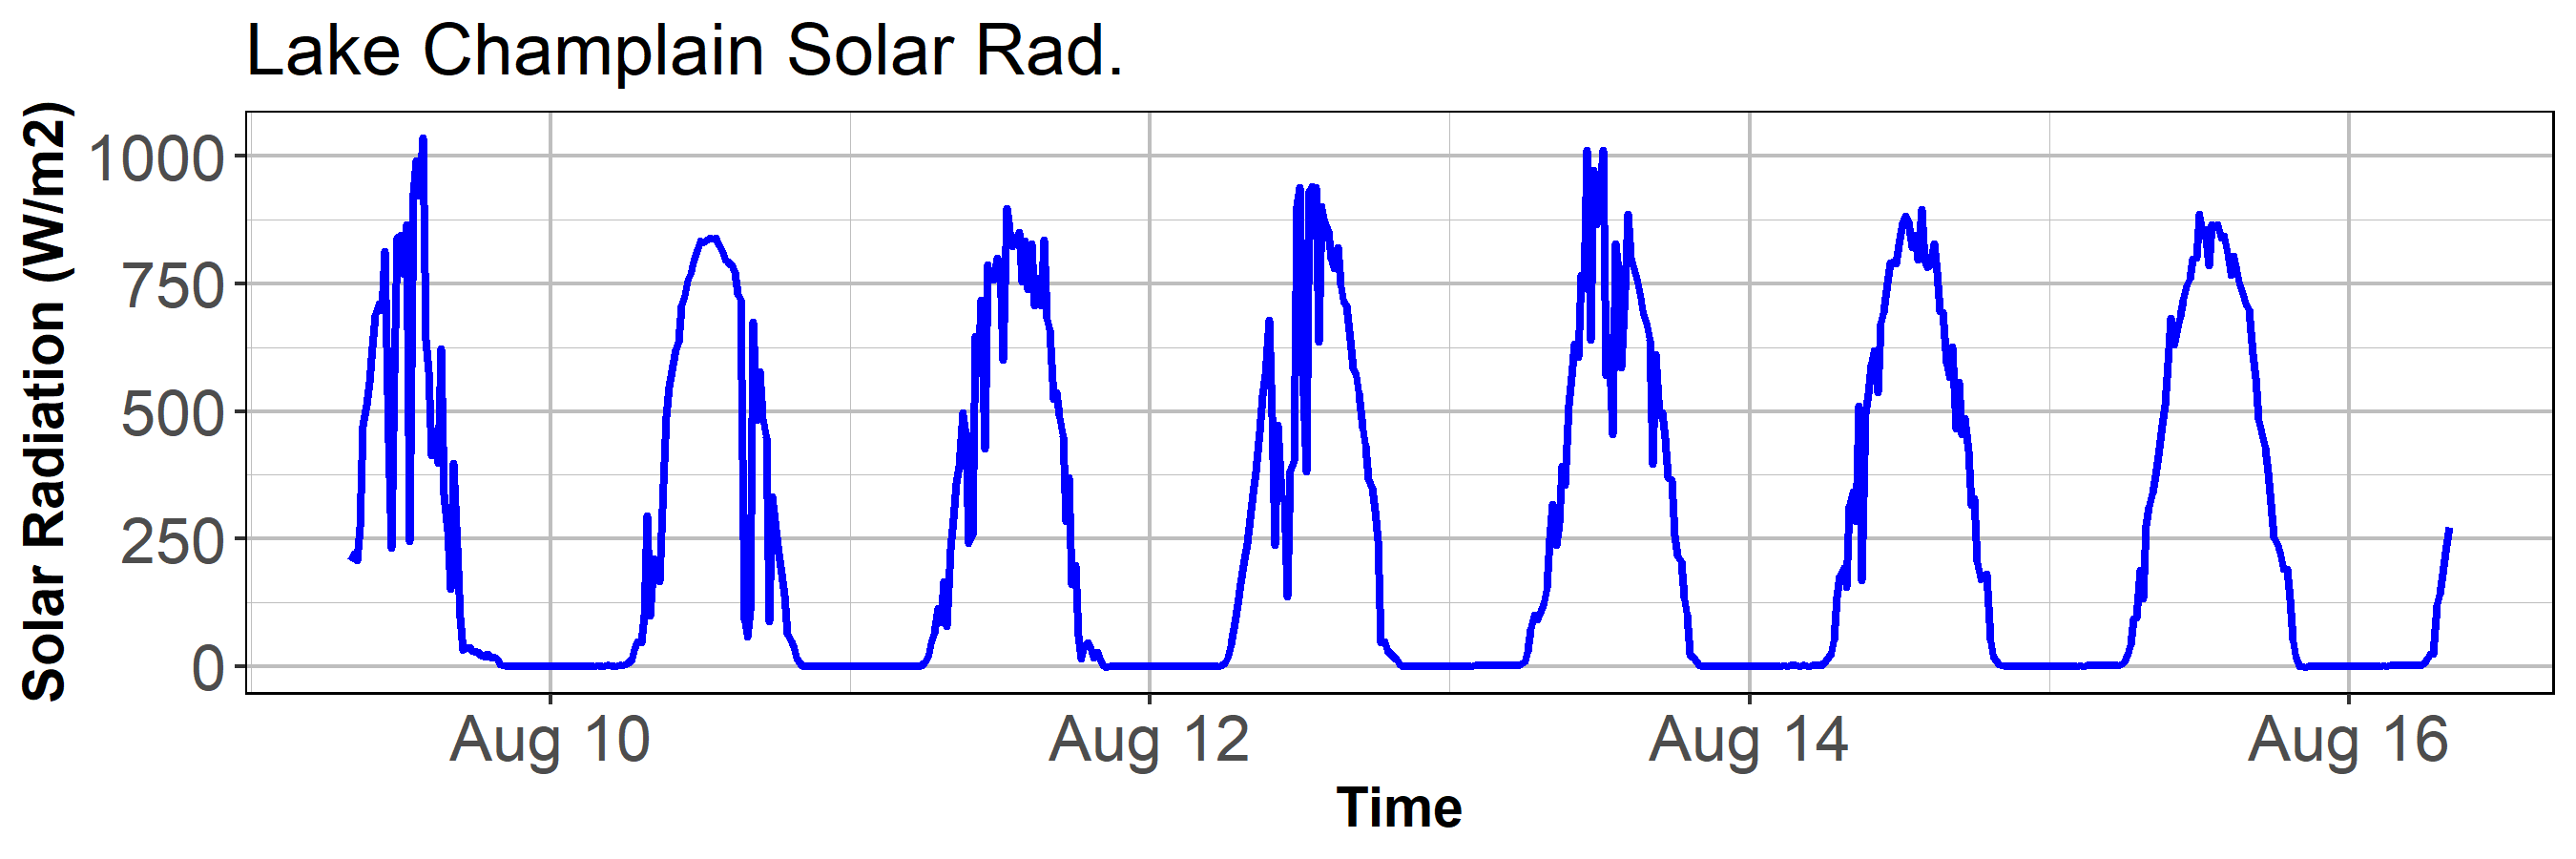 Lake Champlain Solar Rad.
Solar Radiation (W/m2)
1000
750
500
250
0
Aug 10 Aug 12 Aug 14 Aug 16
Time